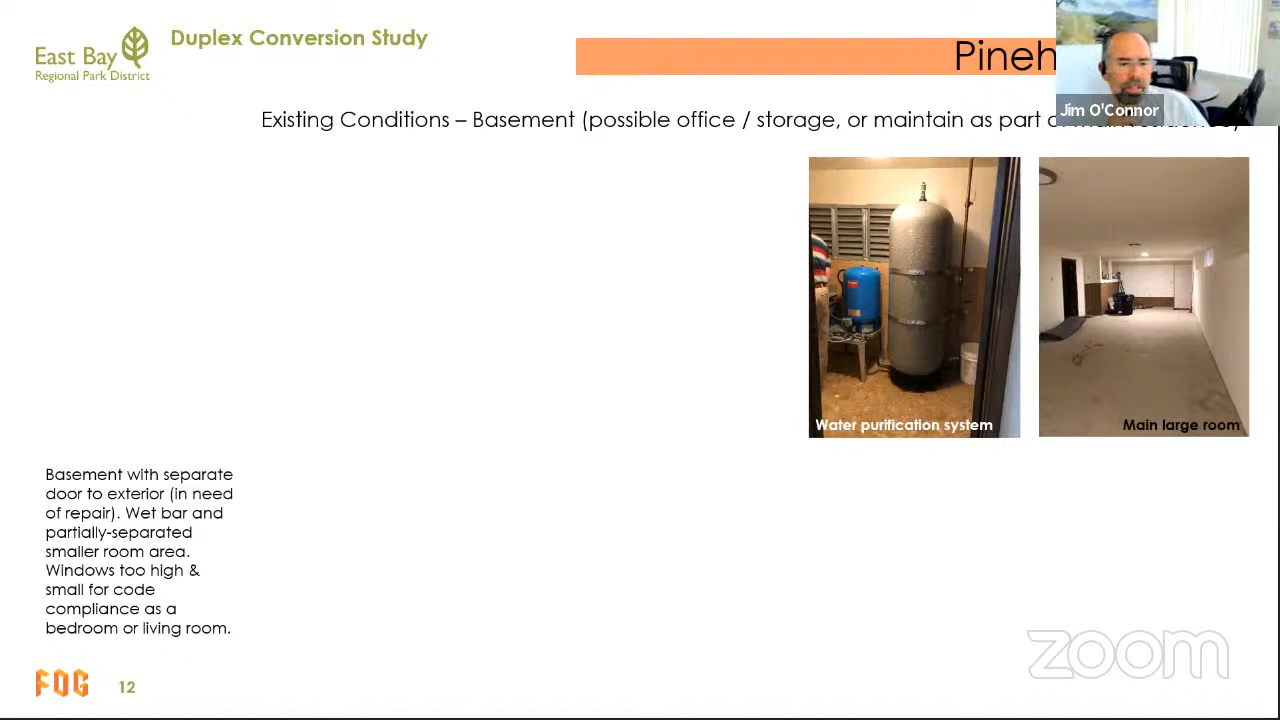 East Bay
Regional Park District
Duplex Conversion Study
Pineh
Jim O'Connor
Existing Conditions – Basement (possible office / storage, or maintain as part
Water purification system
Main large room
Basement with separate
door to exterior (in need
of repair). Wet bar and
partially-separated
smaller room area.
Windows too high &
small for code
compliance as a
bedroom or living room.
FOG
12
zoom